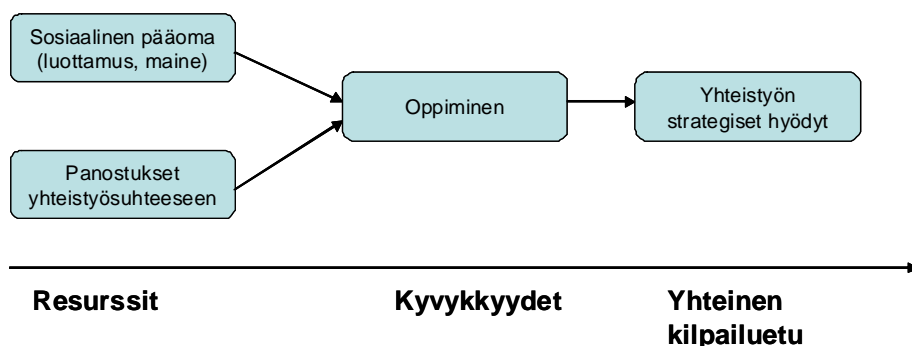 Sosiaalinen pääoma
(luottamus, maine)
Oppiminen
Yhteistyön
strategiset hyödyt
Panostukset
yhteistyösuhteeseen
Resurssit
Kyvykkyydet
Yhteinen
kilpailuetu